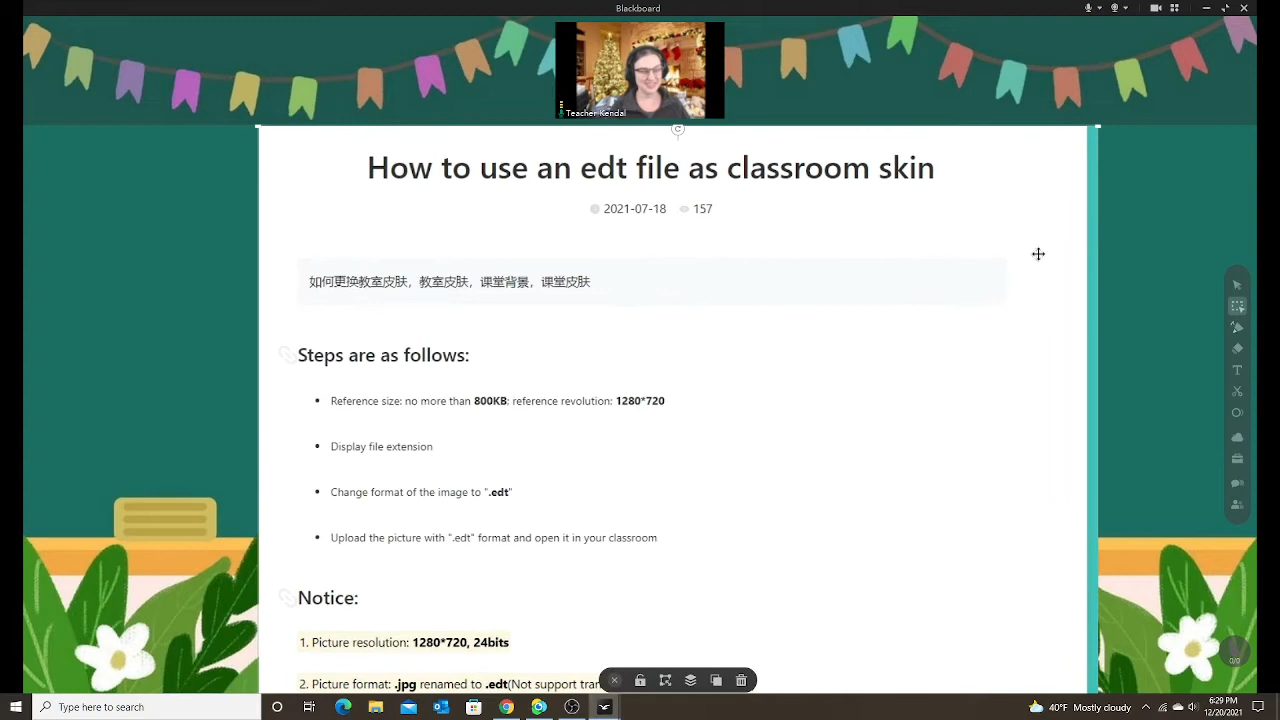 Blackboard
Teacher Kendal
How to use an edt file as classroom skin
2021-07-18 157
如何更换教室皮肤，教室皮肤，课堂背景，课堂皮肤
Steps are as follows:
Reference size: no more than 800KB; reference revolution: 1280*720
Display file extension
Change format of the image to ".edt"
Upload the picture with ".edt" format and open it in your classroom
Notice:
1. Picture resolution: 1280*720, 24bits
2. Picture format: .jpg renamed to .edt(Not support tran
0/0
Type here to search
40°F Mostly cloudy
6:29 PM
12/20/2021